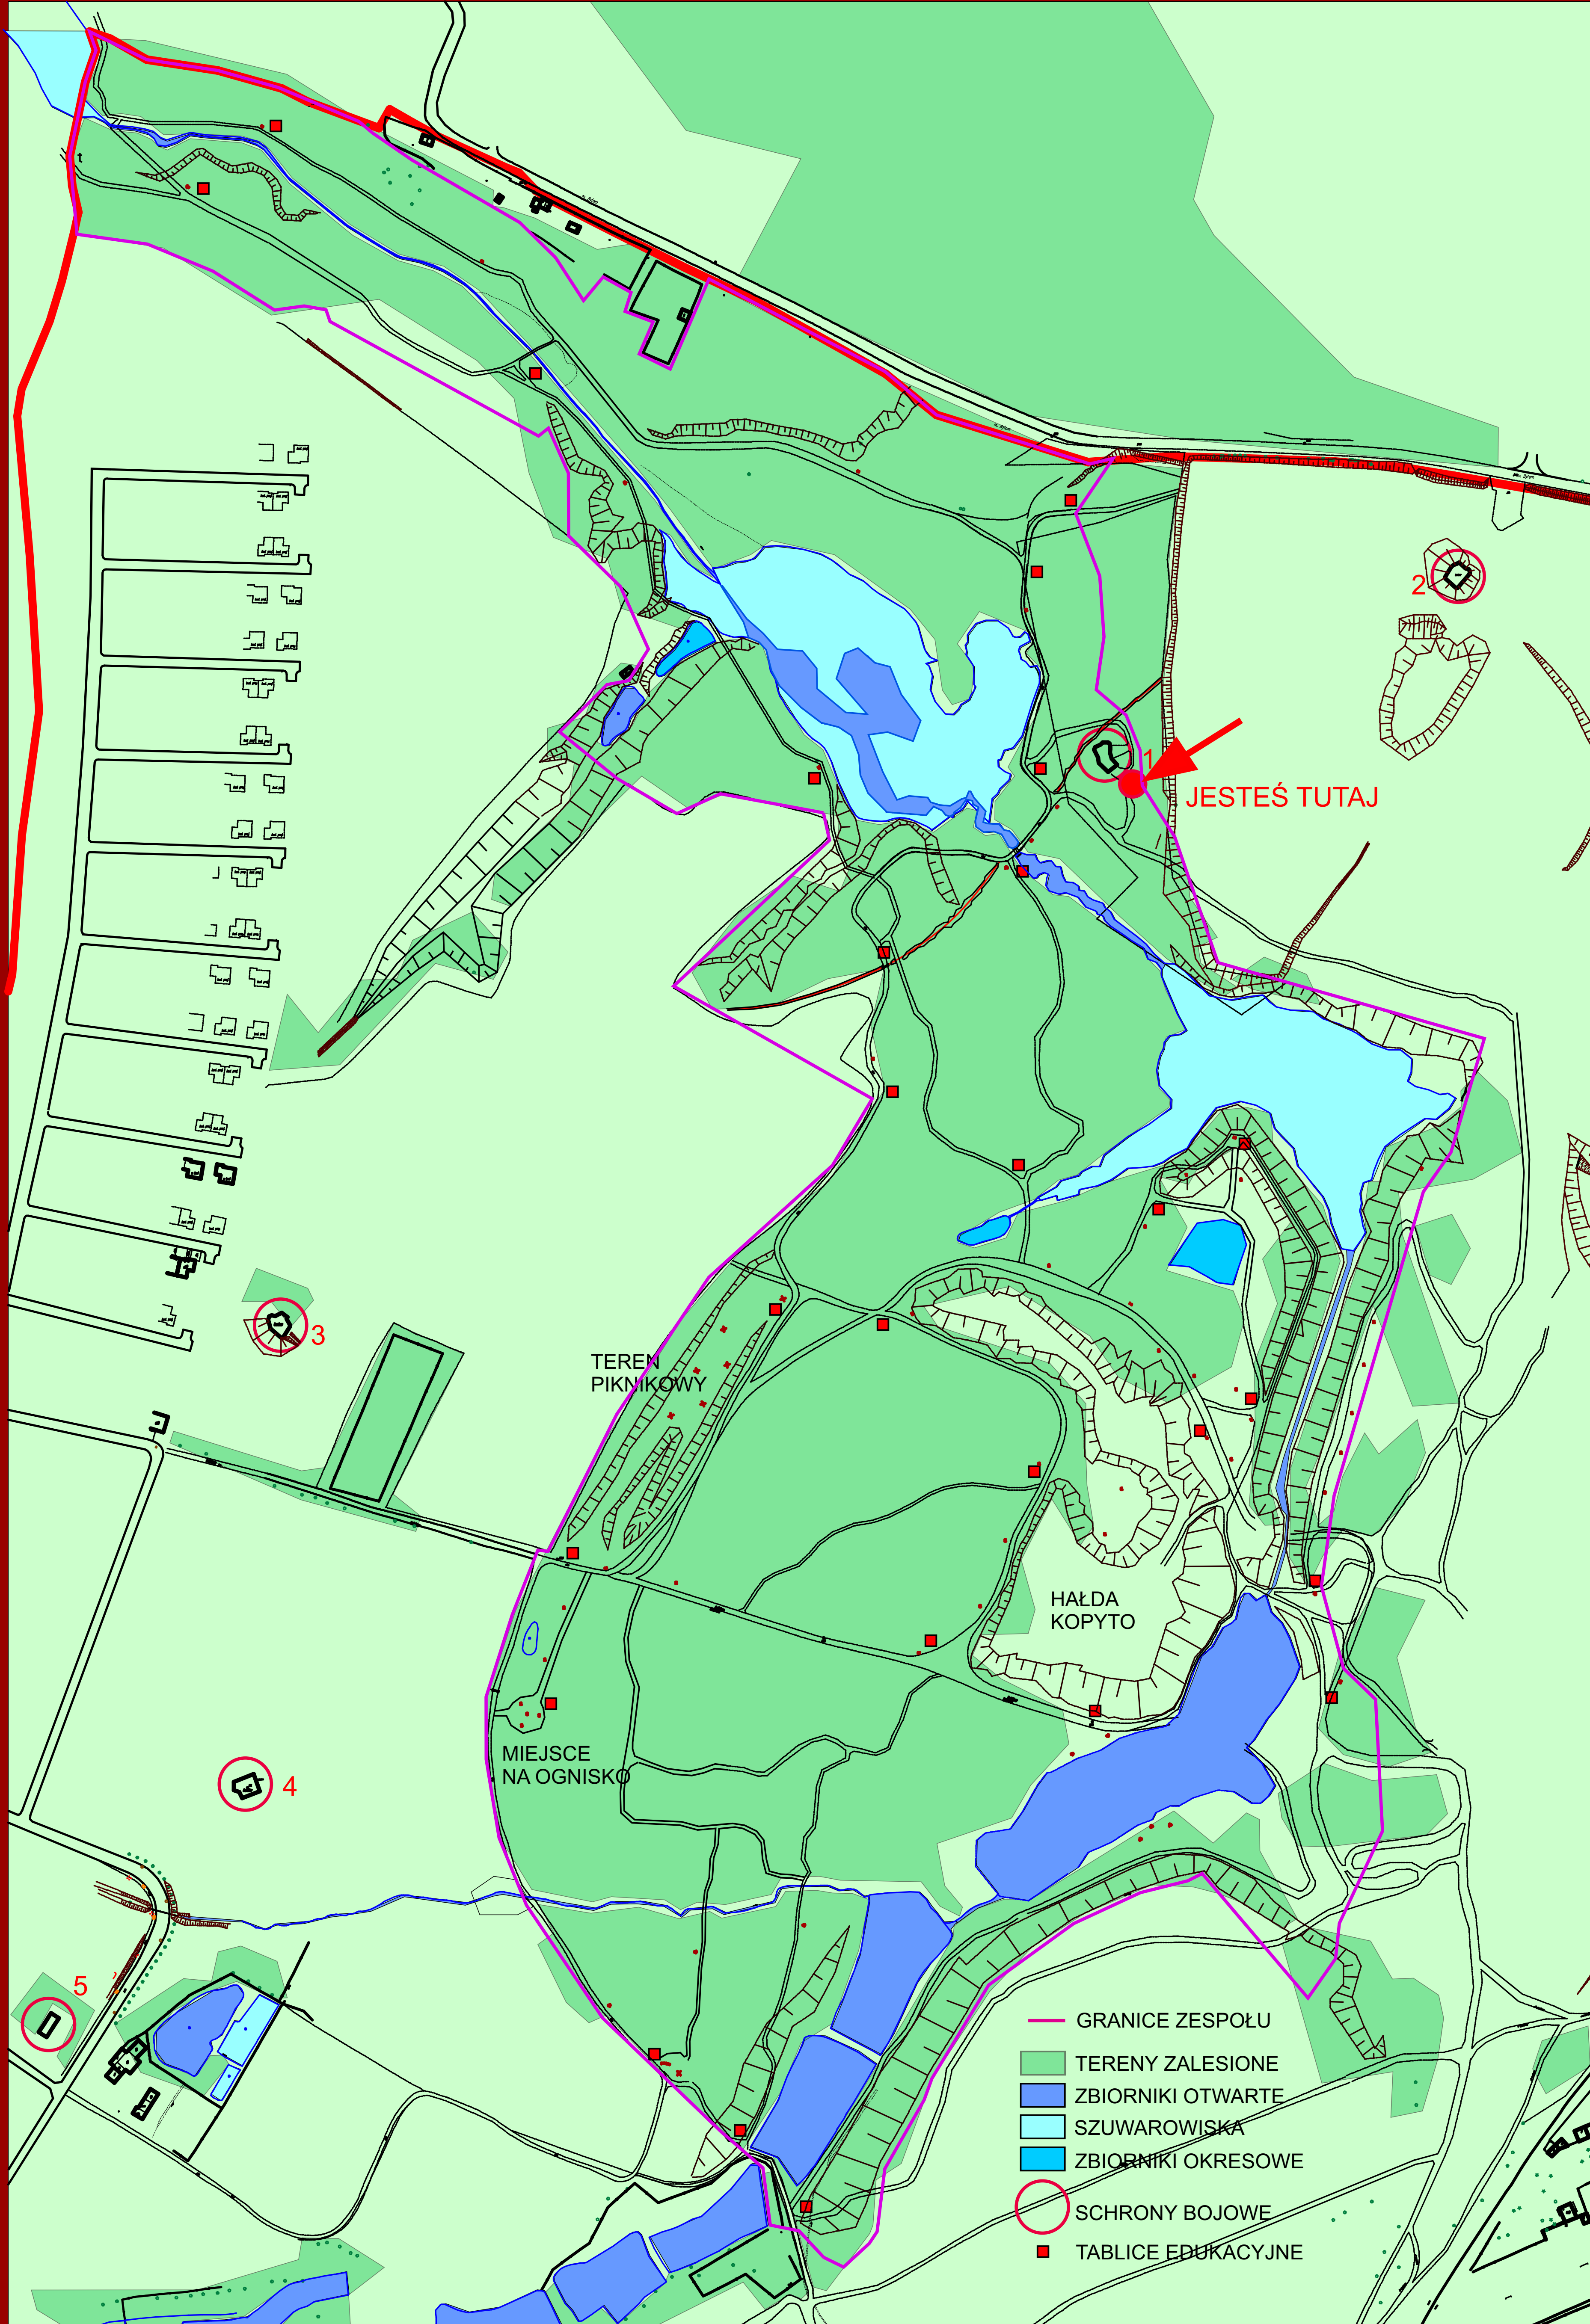 2
1
JESTEŚ TUTAJ
3
TEREN
PIKNIKOWY
HAŁDA
KOPYTO
MIEJSCE
NA OGNISKO
4
5
GRANICE ZESPOŁU
TERENY ZALESIONE
ZBIORNIKI OTWARTE
SZUWAROWISKA
ZBIORNIKI OKRESOWE
SCHRONY BOJOWE
TABLICE EDUKACYJNE